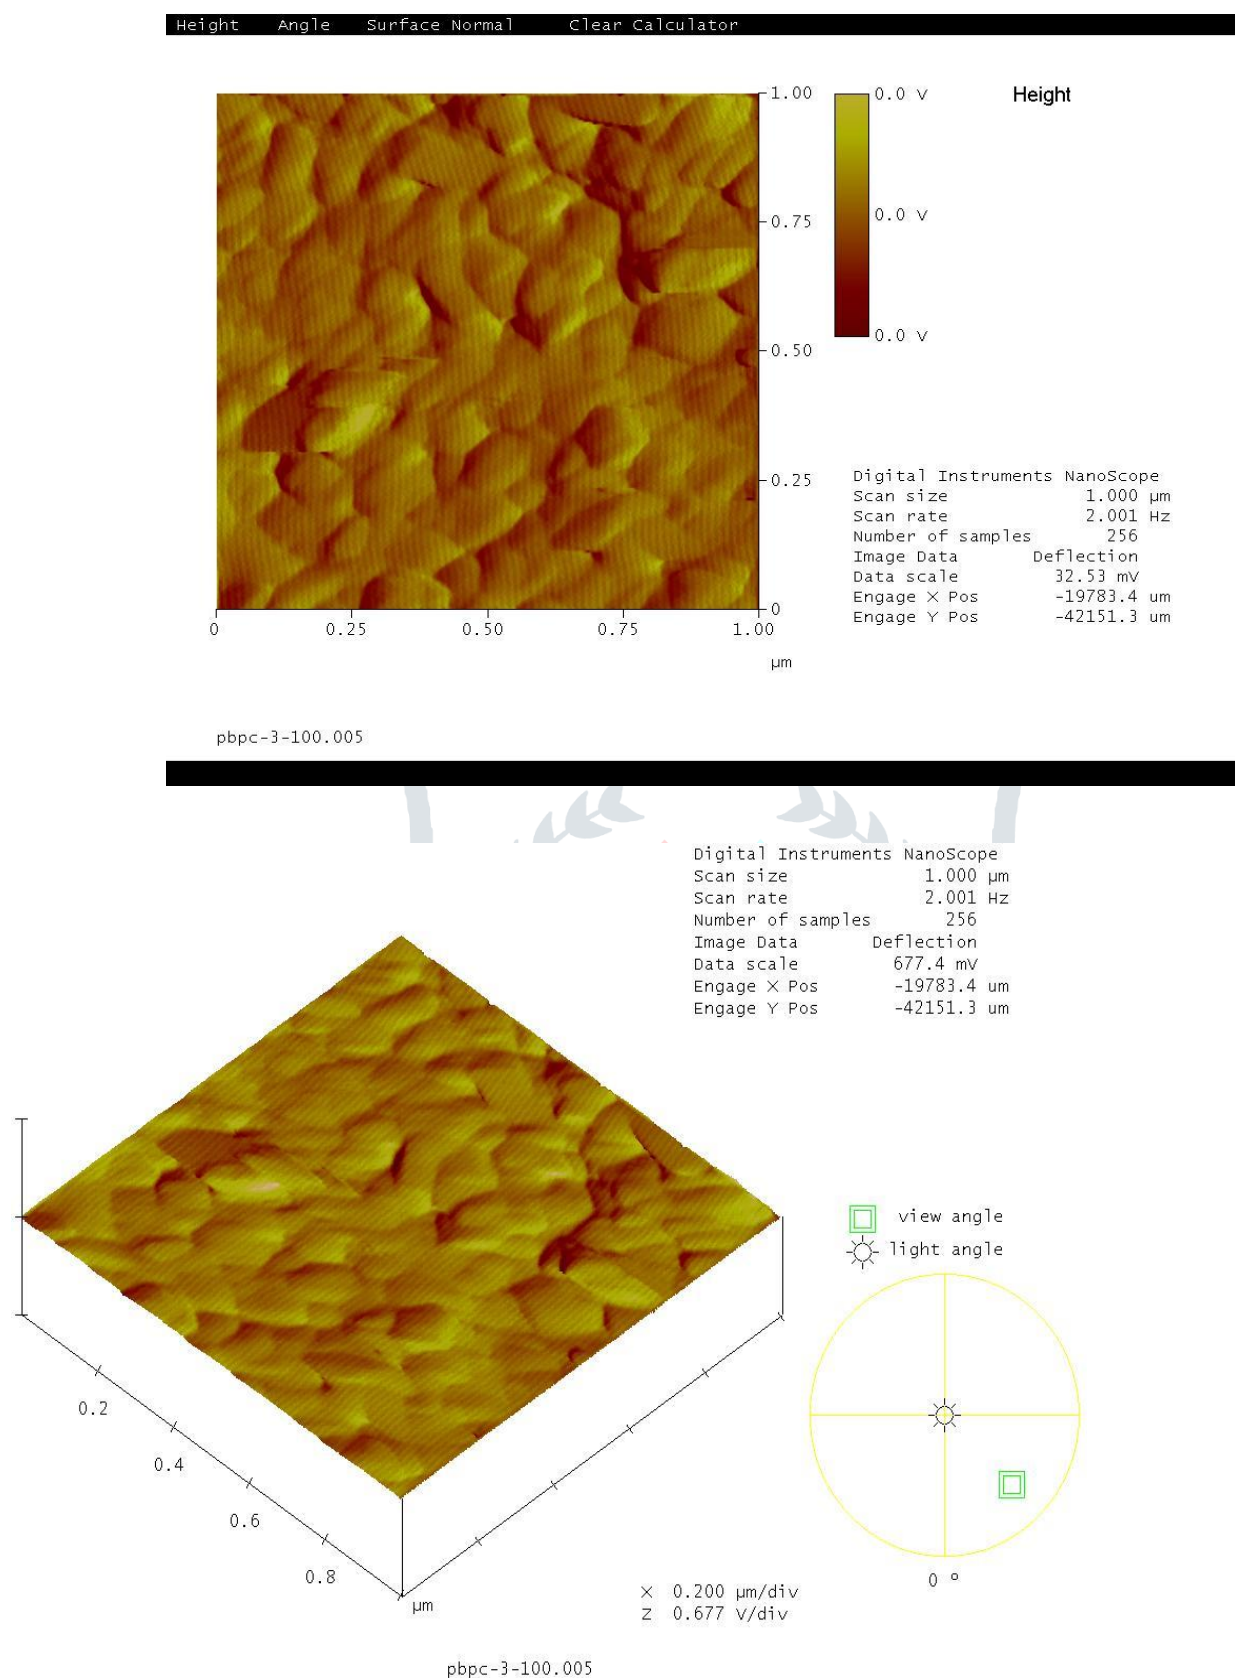 Height Angle Surface Normal Clear Calculator
1.00
0.75
0.50
0.25
0
0 0.25 0.50 0.75 1.00
µm
0.0 V
0.0 V
0.0 V
Height
Digital Instruments NanoScope
Scan size 1.000 µm
Scan rate 2.001 Hz
Number of samples 256
Image Data Deflection
Data scale 32.53 mV
Engage X Pos -19783.4 um
Engage Y Pos -42151.3 um
pbpc-3-100.005
Digital Instruments NanoScope
Scan size 1.000 µm
Scan rate 2.001 Hz
Number of samples 256
Image Data Deflection
Data scale 677.4 mV
Engage X Pos -19783.4 um
Engage Y Pos -42151.3 um
view angle
light angle
0 º
0.2
0.4
0.6
0.8
µm
X 0.200 µm/div
Z 0.677 V/div
pbpc-3-100.005